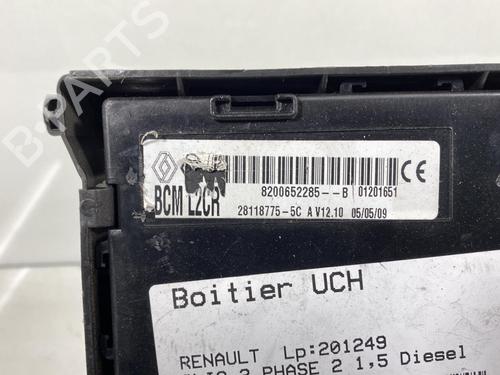 8200652285--B 01201651
BCM L2CR
28118775-5C A V12.10 05/05/09
Boitier UCH
RENAULT Lp:201249
PHASE 2 1,5 Diesel
B-PARTS